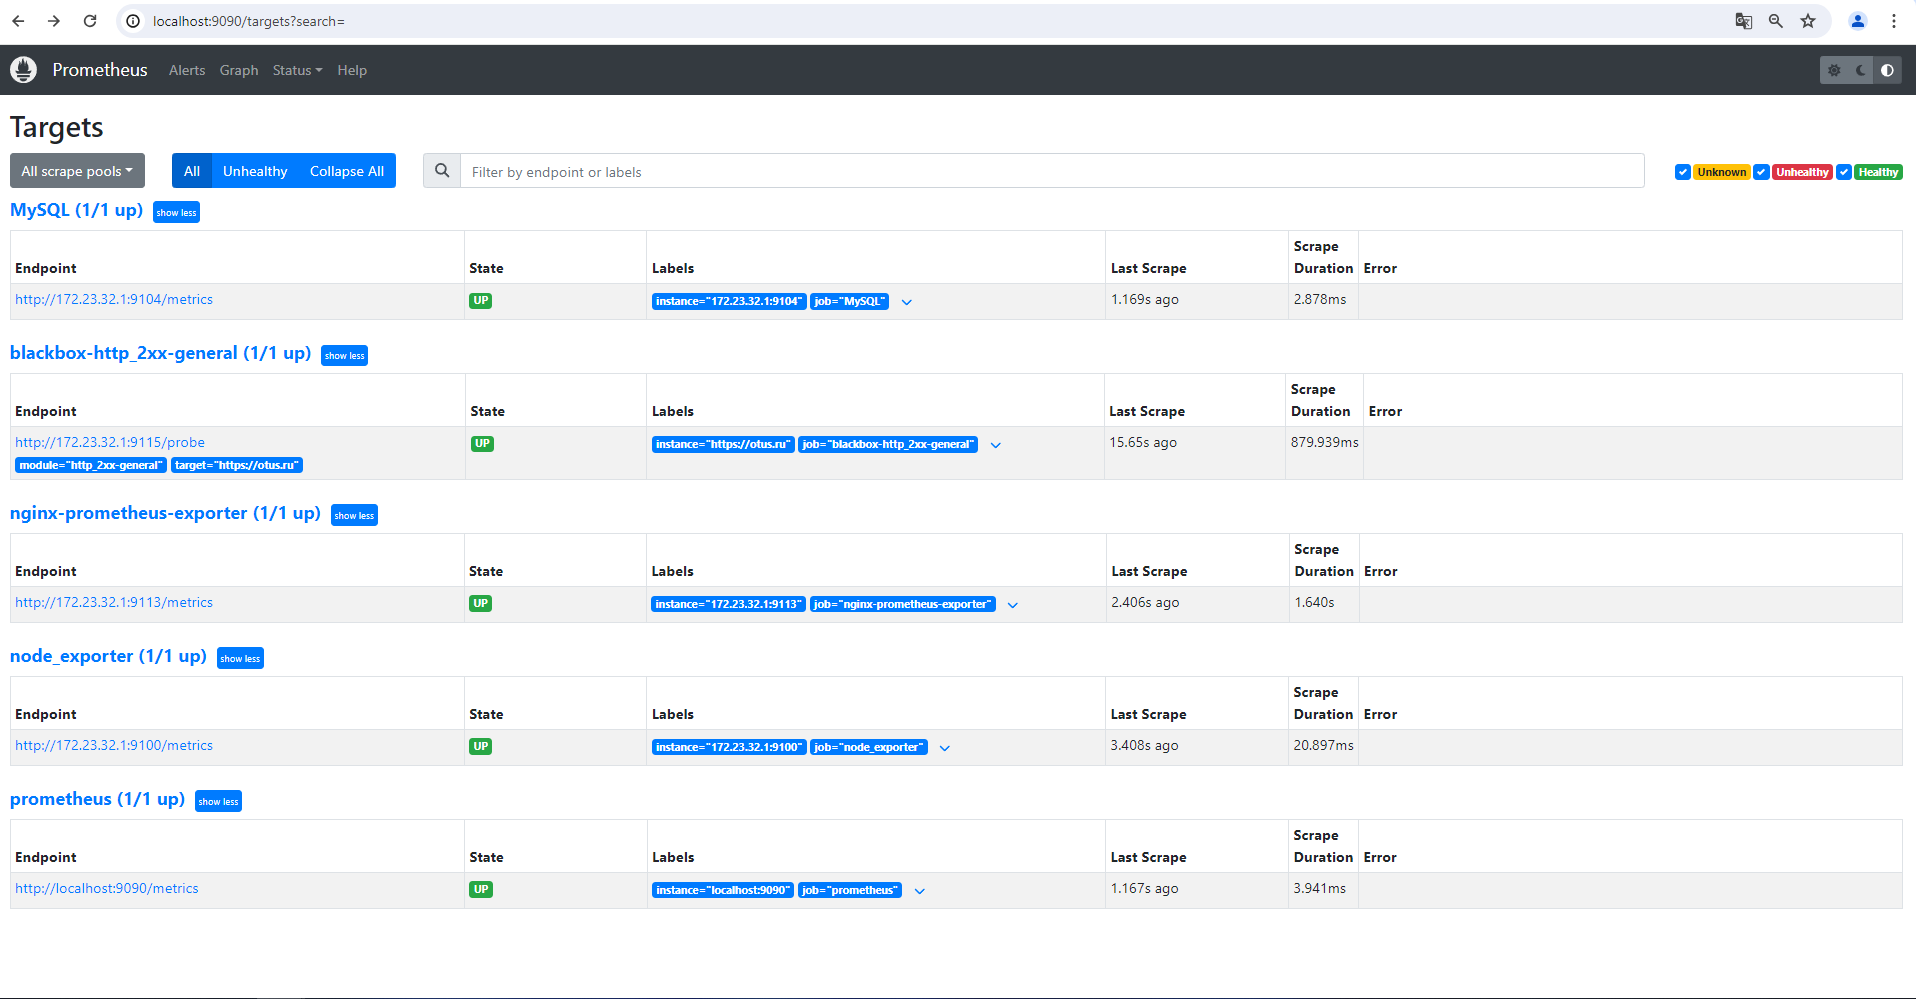 localhost:9090/targets?search=
Prometheus Alerts Graph Status Help
Targets
All scrape pools All Unhealthy Collapse All Filter by endpoint or labels Unknown Unhealthy Healthy
MySQL (1/1 up) show less
Endpoint State Labels Last Scrape Scrape Duration Error
http://172.23.32.1:9104/metrics UP instance="172.23.32.1:9104" job="MySQL" 1.169s ago 2.878ms
blackbox-http_2xx-general (1/1 up) show less
Endpoint State Labels Last Scrape Scrape Duration Error
http://172.23.32.1:9115/probe UP instance="https://otus.ru" job="blackbox-http_2xx-general" 15.65s ago 879.939ms
module="http_2xx-general" target="https://otus.ru"
nginx-prometheus-exporter (1/1 up) show less
Endpoint State Labels Last Scrape Scrape Duration Error
http://172.23.32.1:9113/metrics UP instance="172.23.32.1:9113" job="nginx-prometheus-exporter" 2.406s ago 1.640s
node_exporter (1/1 up) show less
Endpoint State Labels Last Scrape Scrape Duration Error
http://172.23.32.1:9100/metrics UP instance="172.23.32.1:9100" job="node_exporter" 3.408s ago 20.897ms
prometheus (1/1 up) show less
Endpoint State Labels Last Scrape Scrape Duration Error
http://localhost:9090/metrics UP instance="localhost:9090" job="prometheus" 1.167s ago 3.941ms